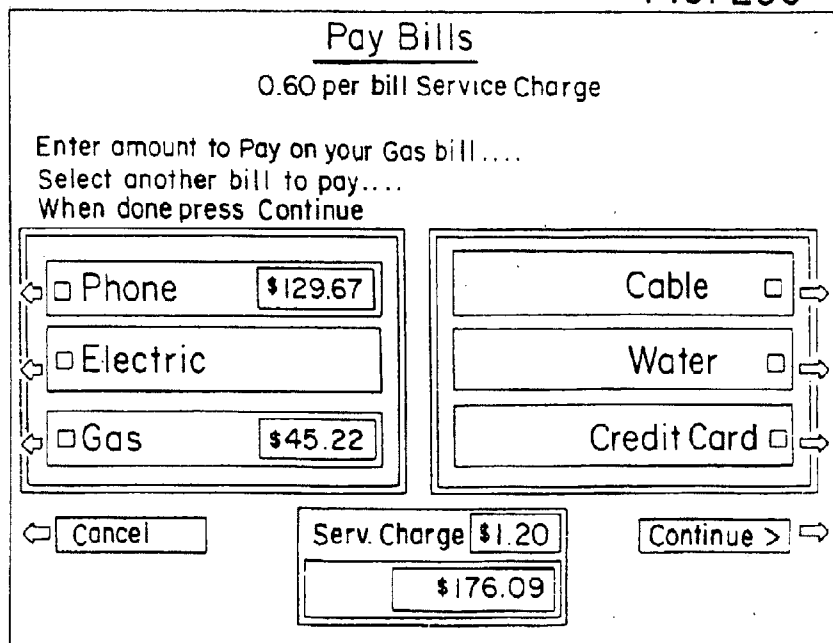 Pay Bills
0.60 per bill Service Charge
Enter amount to Pay on your Gas bill....
Select another bill to pay....
When done press Continue
Phone $129.67
Cable
Electric
Water
Gas $45.22
Credit Card
Cancel
Serv. Charge $1.20
Continue >
$176.09